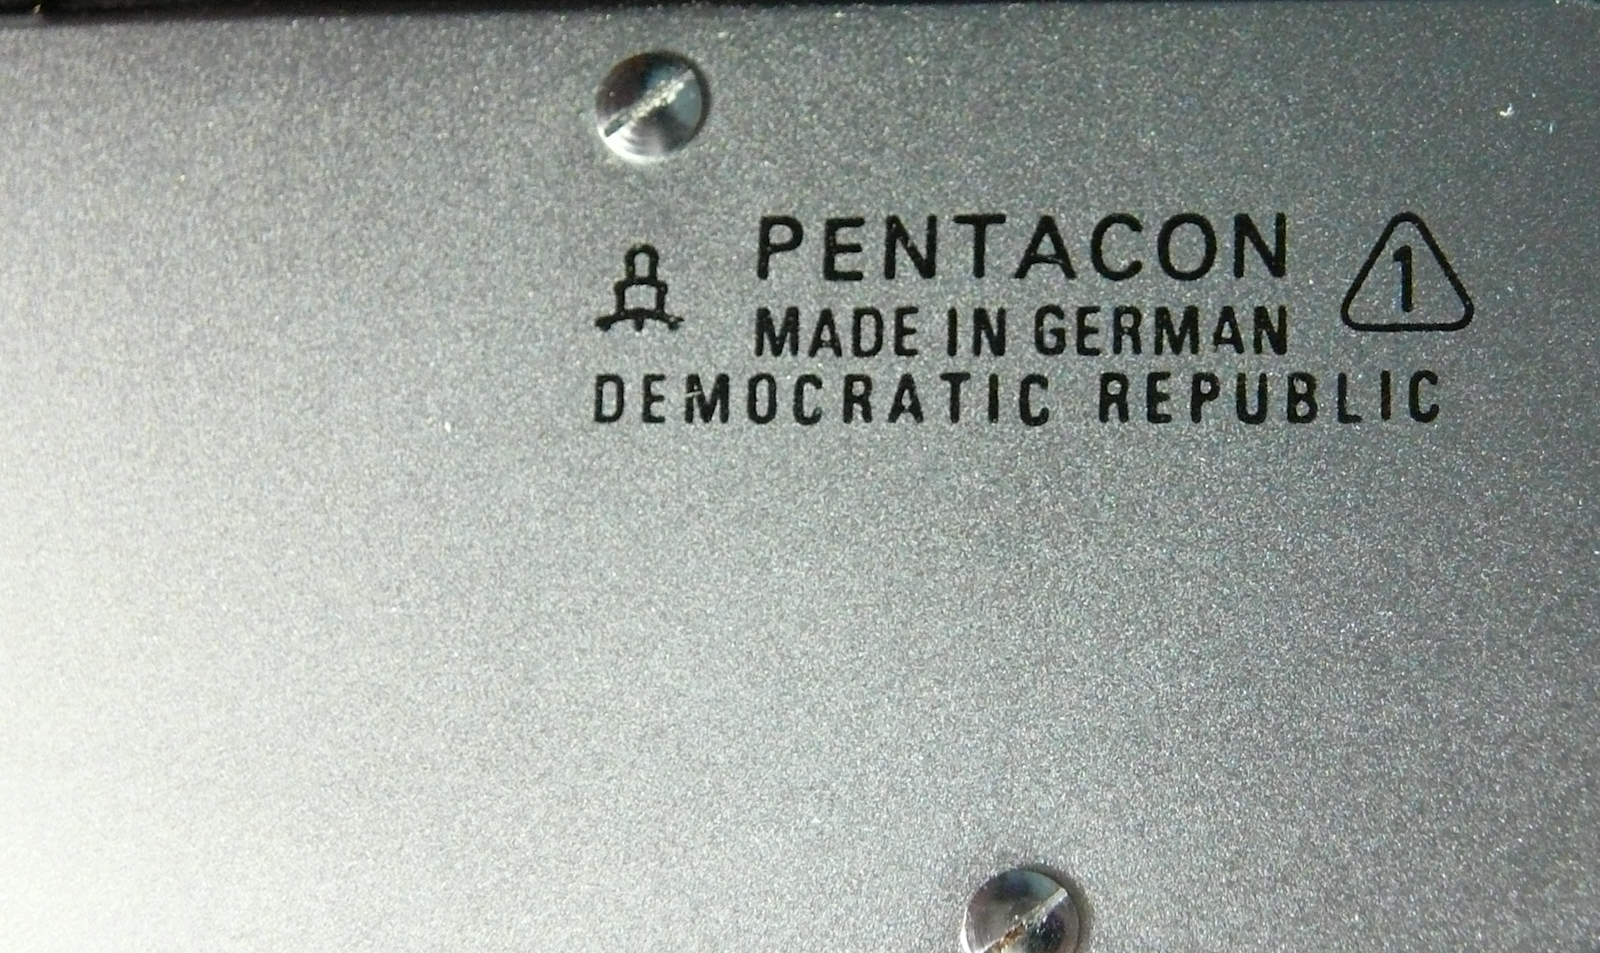 PENTACON 1
MADE IN GERMAN
DEMOCRATIC REPUBLIC